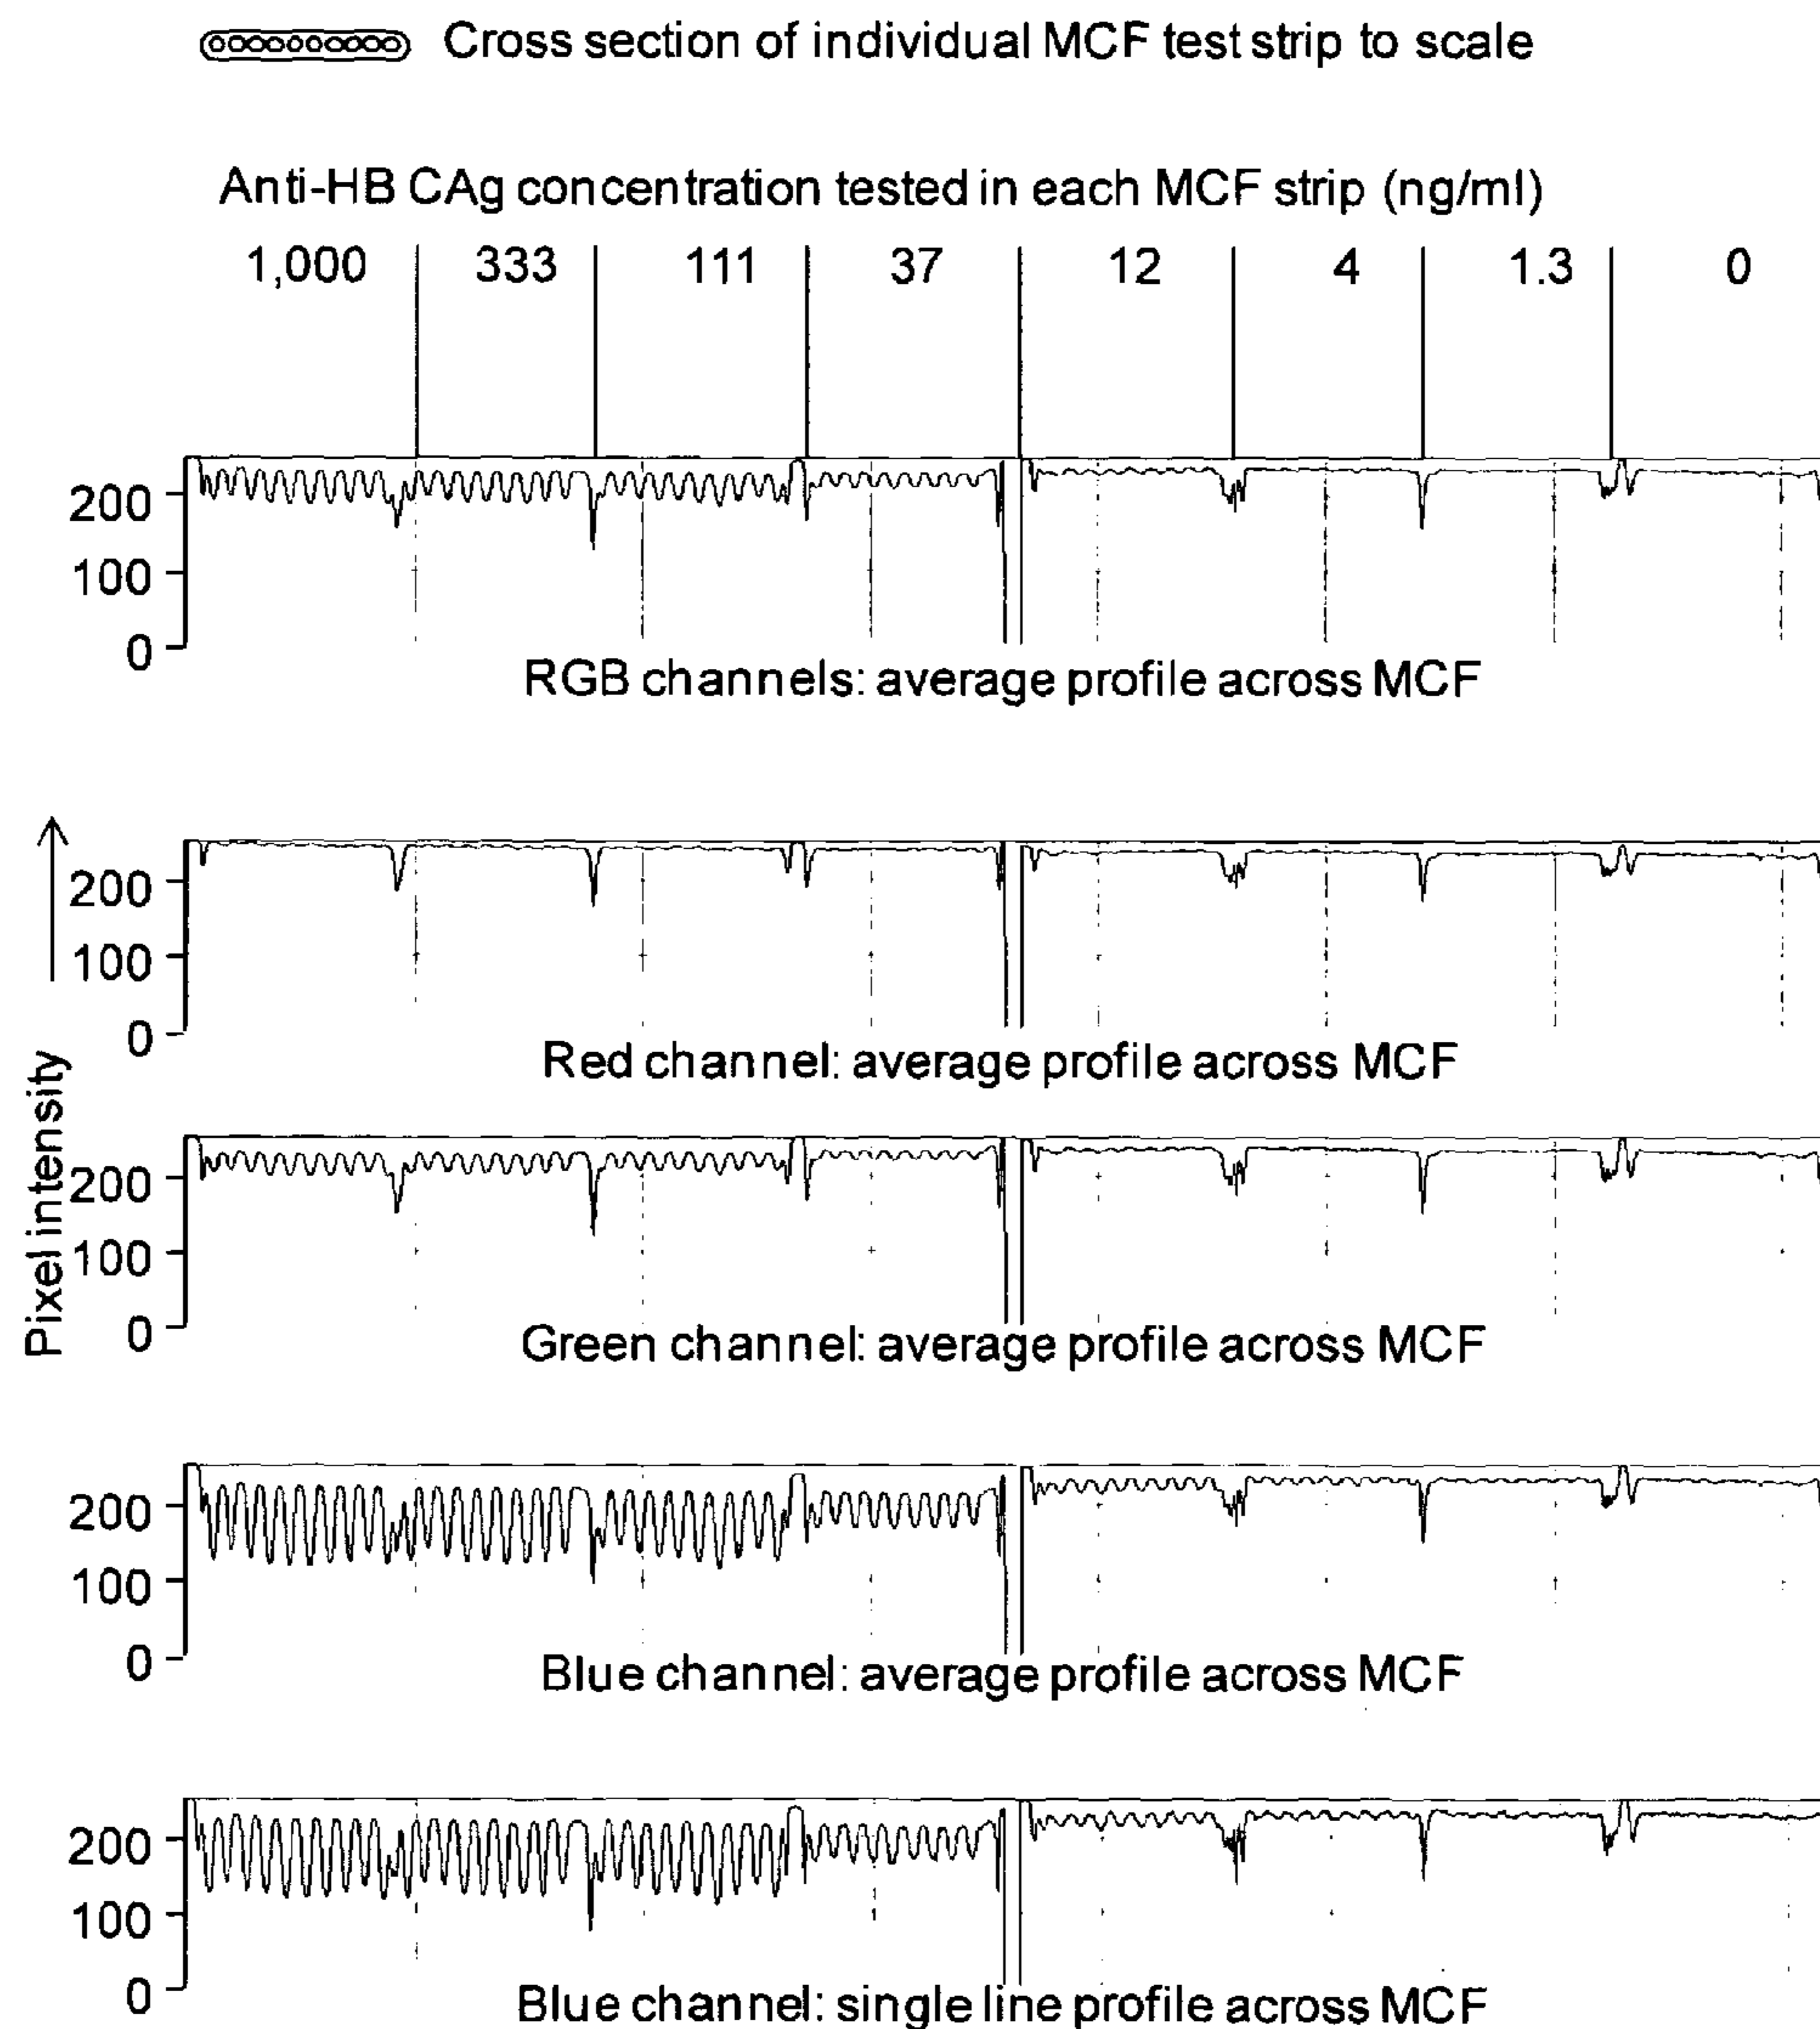 Cross section of individual MCF test strip to scale
Anti-HB CAg concentration tested in each MCF strip (ng/ml)
1,000 333 111 37 12 4 1.3 0
200
100
0
RGB channels: average profile across MCF
200
100
0
Red channel: average profile across MCF
Pixel intensity
200
100
0
Green channel: average profile across MCF
200
100
0
Blue channel: average profile across MCF
200
100
0
Blue channel: single line profile across MCF